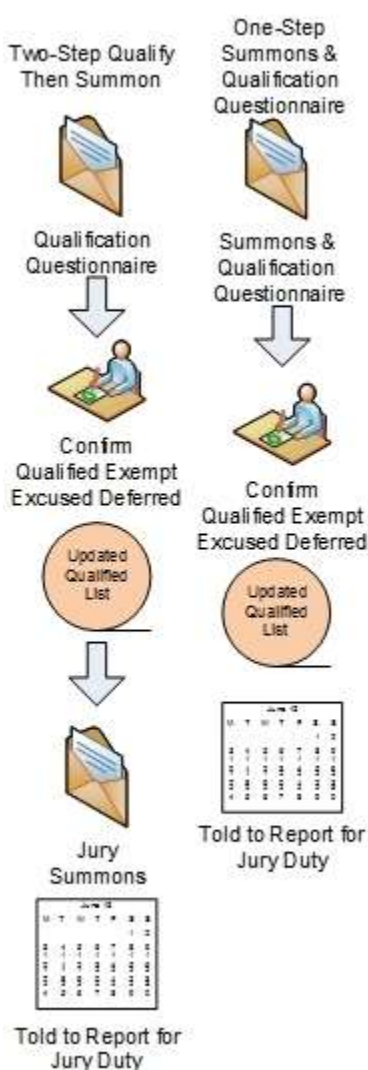 Two-Step Qualify
Then Summon
Qualification
Questionnaire
Confirm
Qualified Exempt
Excused Deferred
Updated
Qualified
List
Jury
Summons
Told to Report for
Jury Duty
One-Step
Summons &
Qualification
Questionnaire
Summons &
Qualification
Questionnaire
Confirm
Qualified Exempt
Excused Deferred
Updated
Qualified
List
Told to Report for
Jury Duty